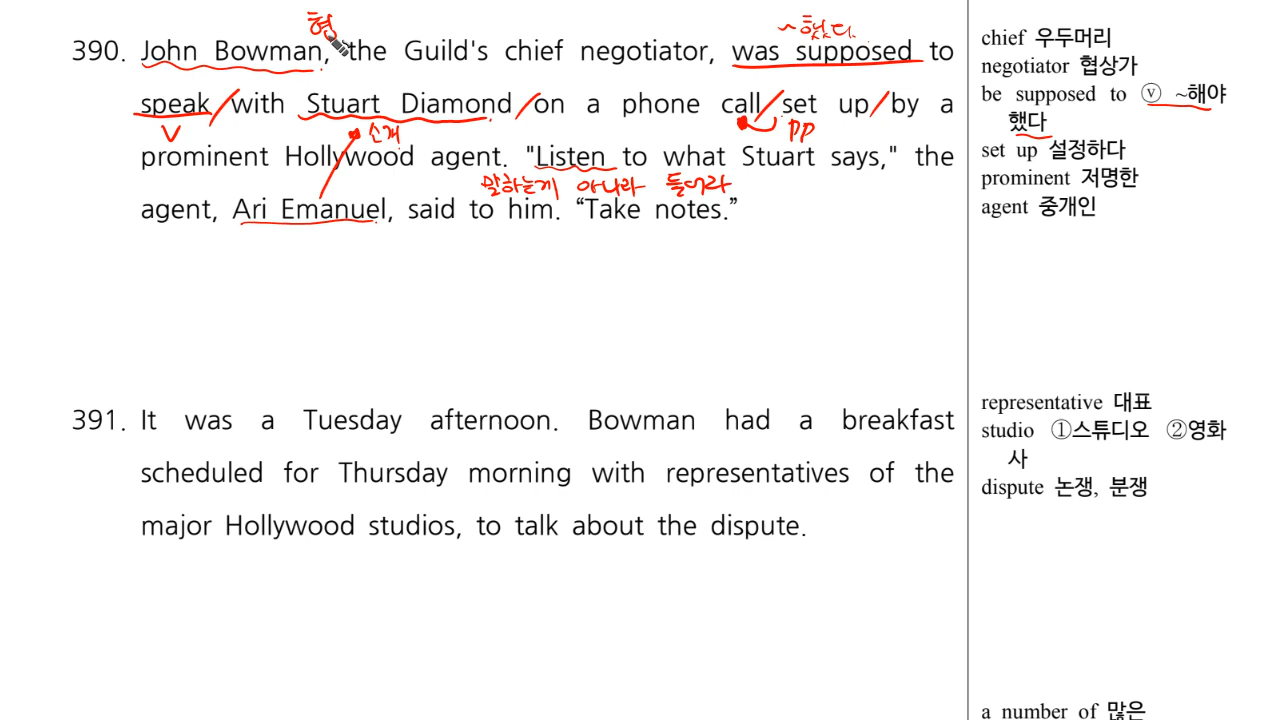 형 ~했다
390. John Bowman, the Guild's chief negotiator, was supposed to
speak with Stuart Diamond on a phone call set up by a
V 소개 PP
prominent Hollywood agent. "Listen to what Stuart says," the
말하는게 아니라 들어라
agent, Ari Emanuel, said to him. “Take notes.”
391. It was a Tuesday afternoon. Bowman had a breakfast
scheduled for Thursday morning with representatives of the
major Hollywood studios, to talk about the dispute.
chief 우두머리
negotiator 협상가
be supposed to ⓥ ~해야
했다
set up 설정하다
prominent 저명한
agent 중개인
representative 대표
studio ①스튜디오 ②영화
사
dispute 논쟁, 분쟁
a number of 많은